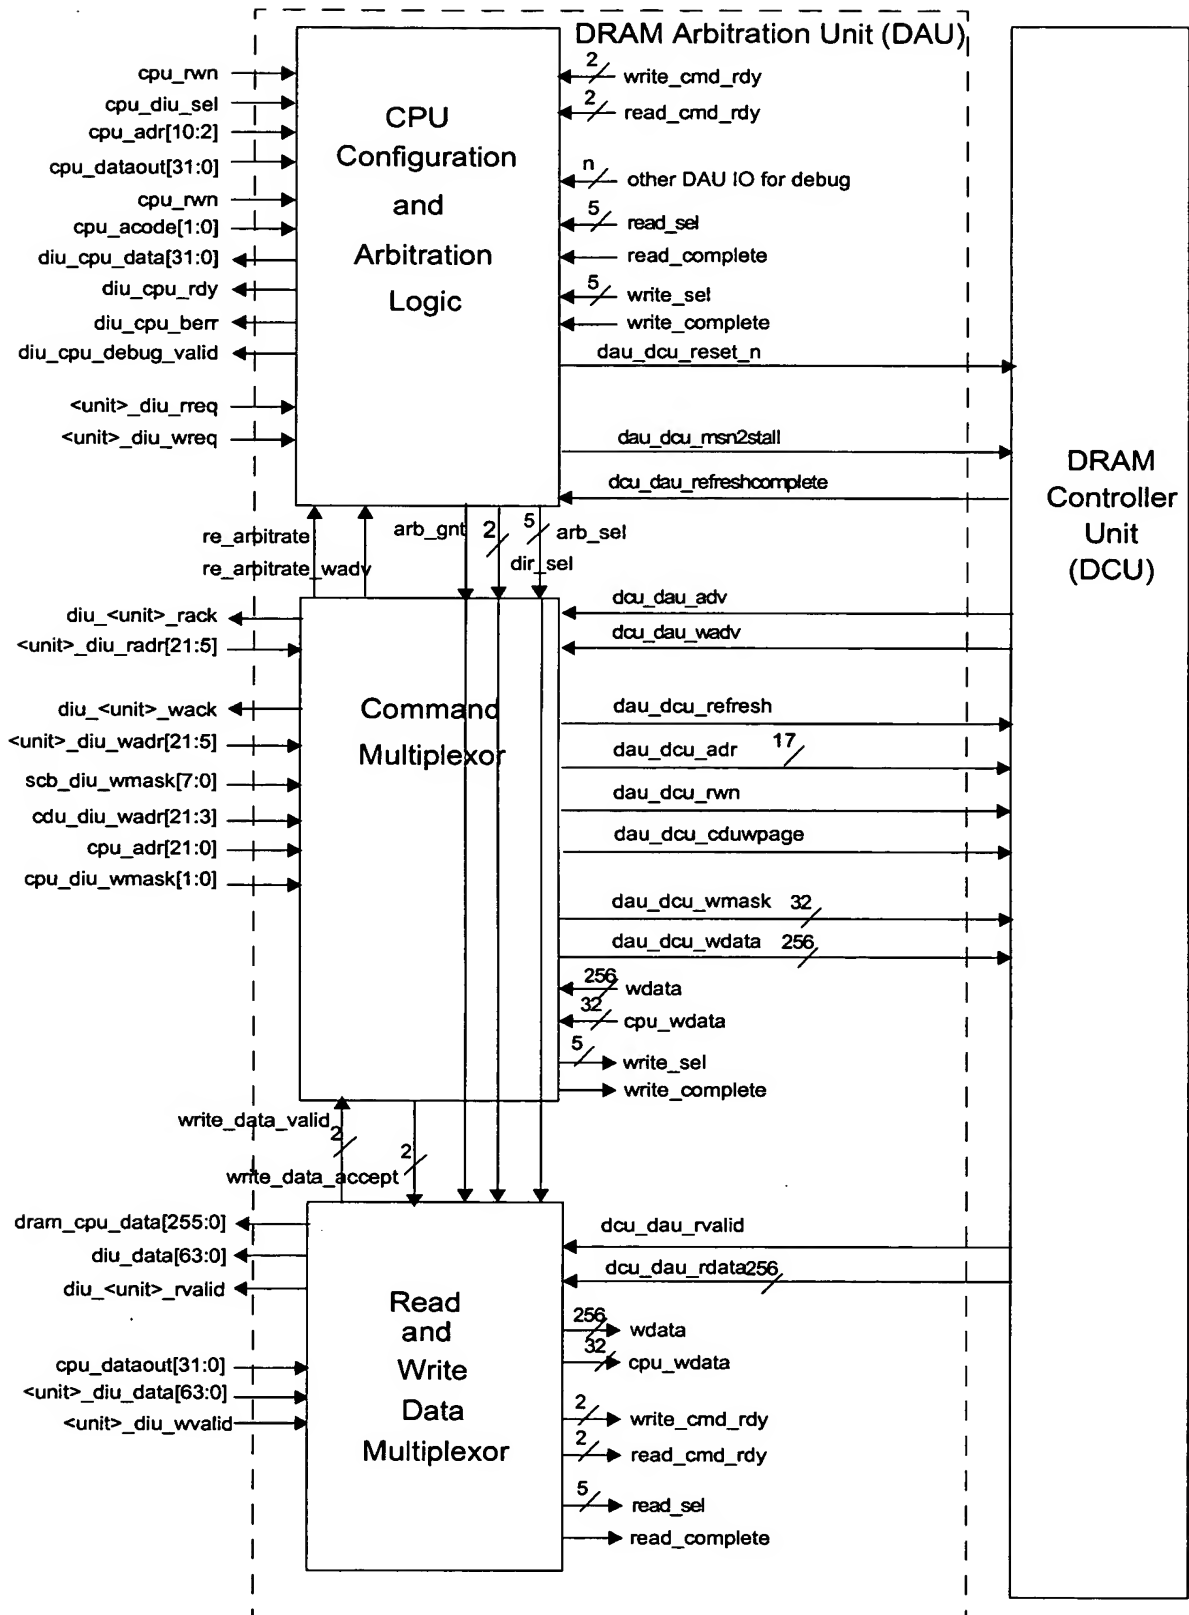 DRAM Arbitration Unit (DAU)
cpu_rwn
cpu_diu_sel
cpu_adr[10:2]
cpu_dataout[31:0]
cpu_rwn
cpu_acode[1:0]
diu_cpu_data[31:0]
diu_cpu_rdy
diu_cpu_berr
diu_cpu_debug_valid
<unit>_diu_rreq
<unit>_diu_wreq
CPU
Configuration
and
Arbitration
Logic
2
write_cmd_rdy
2
read_cmd_rdy
n
other DAU IO for debug
5
read_sel
read_complete
5
write_sel
write_complete
dau_dcu_reset_n
dau_dcu_msn2stall
dcu_dau_refreshcomplete
DRAM
Controller
Unit
(DCU)
re_arbitrate
re_arbitrate_wadv
arb_gnt
2
5
arb_sel
dir_sel
diu_<unit>_rack
<unit>_diu_radr[21:5]
diu_<unit>_wack
<unit>_diu_wadr[21:5]
scb_diu_wmask[7:0]
cdu_diu_wadr[21:3]
cpu_adr[21:0]
cpu_diu_wmask[1:0]
Command
Multiplexor
dcu_dau_adv
dcu_dau_wadv
dau_dcu_refresh
dau_dcu_adr 17
dau_dcu_rwn
dau_dcu_cduwpage
dau_dcu_wmask 32
dau_dcu_wdata 256
256
wdata
32
cpu_wdata
5
write_sel
write_complete
write_data_valid
2
2
write_data_accept
dram_cpu_data[255:0]
diu_data[63:0]
diu_<unit>_rvalid
cpu_dataout[31:0]
<unit>_diu_data[63:0]
<unit>_diu_wvalid
Read
and
Write
Data
Multiplexor
dcu_dau_rvalid
dcu_dau_rdata 256
256
wdata
32
cpu_wdata
2
write_cmd_rdy
2
read_cmd_rdy
5
read_sel
read_complete